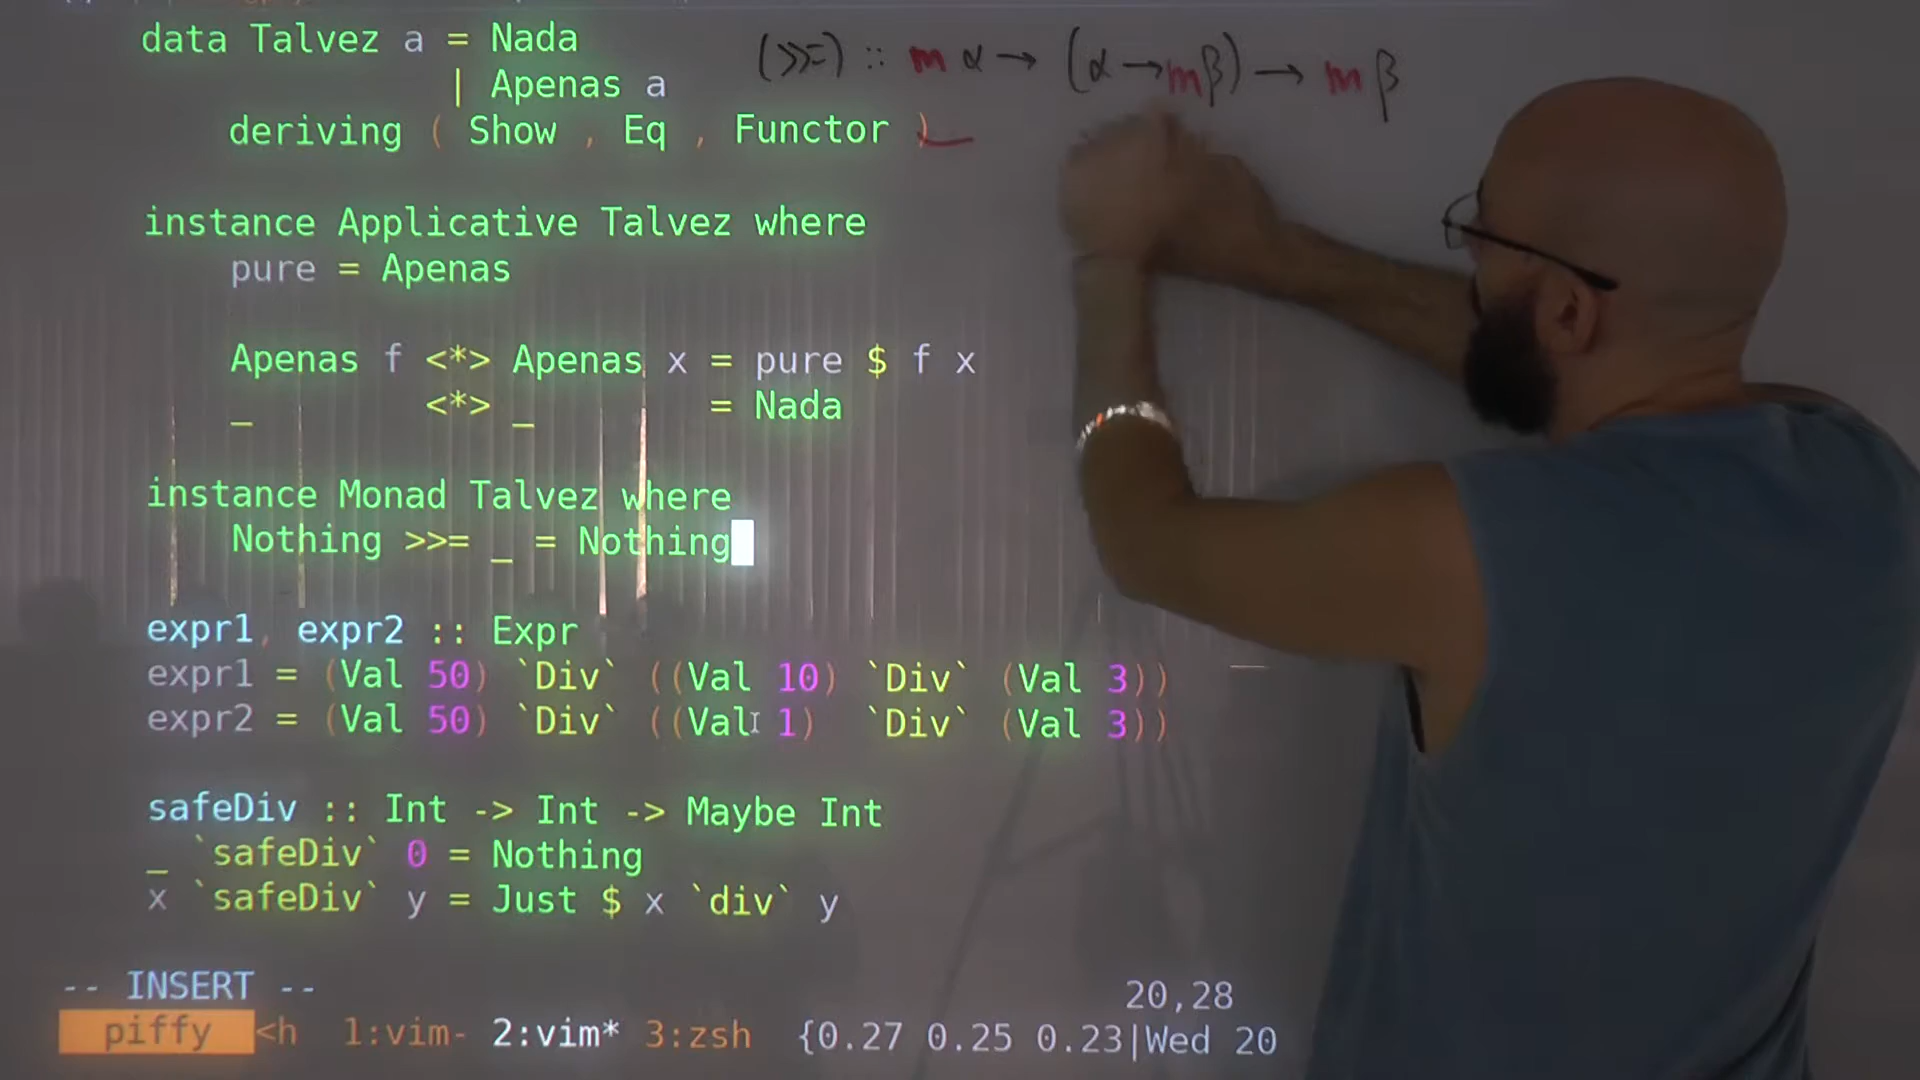 data Talvez a = Nada
| Apenas a
deriving ( Show , Eq , Functor )
(>>=) :: m α → (α → mβ) → m β
instance Applicative Talvez where
pure = Apenas
Apenas f <*> Apenas x = pure $ f x
_ <*> _ = Nada
instance Monad Talvez where
Nothing >>= _ = Nothing
expr1, expr2 :: Expr
expr1 = (Val 50) `Div` ((Val 10) `Div` (Val 3))
expr2 = (Val 50) `Div` ((Val 1) `Div` (Val 3))
safeDiv :: Int -> Int -> Maybe Int
_ `safeDiv` 0 = Nothing
x `safeDiv` y = Just $ x `div` y
-- INSERT -- 20,28
piffy <h 1:vim- 2:vim* 3:zsh {0.27 0.25 0.23|Wed 20